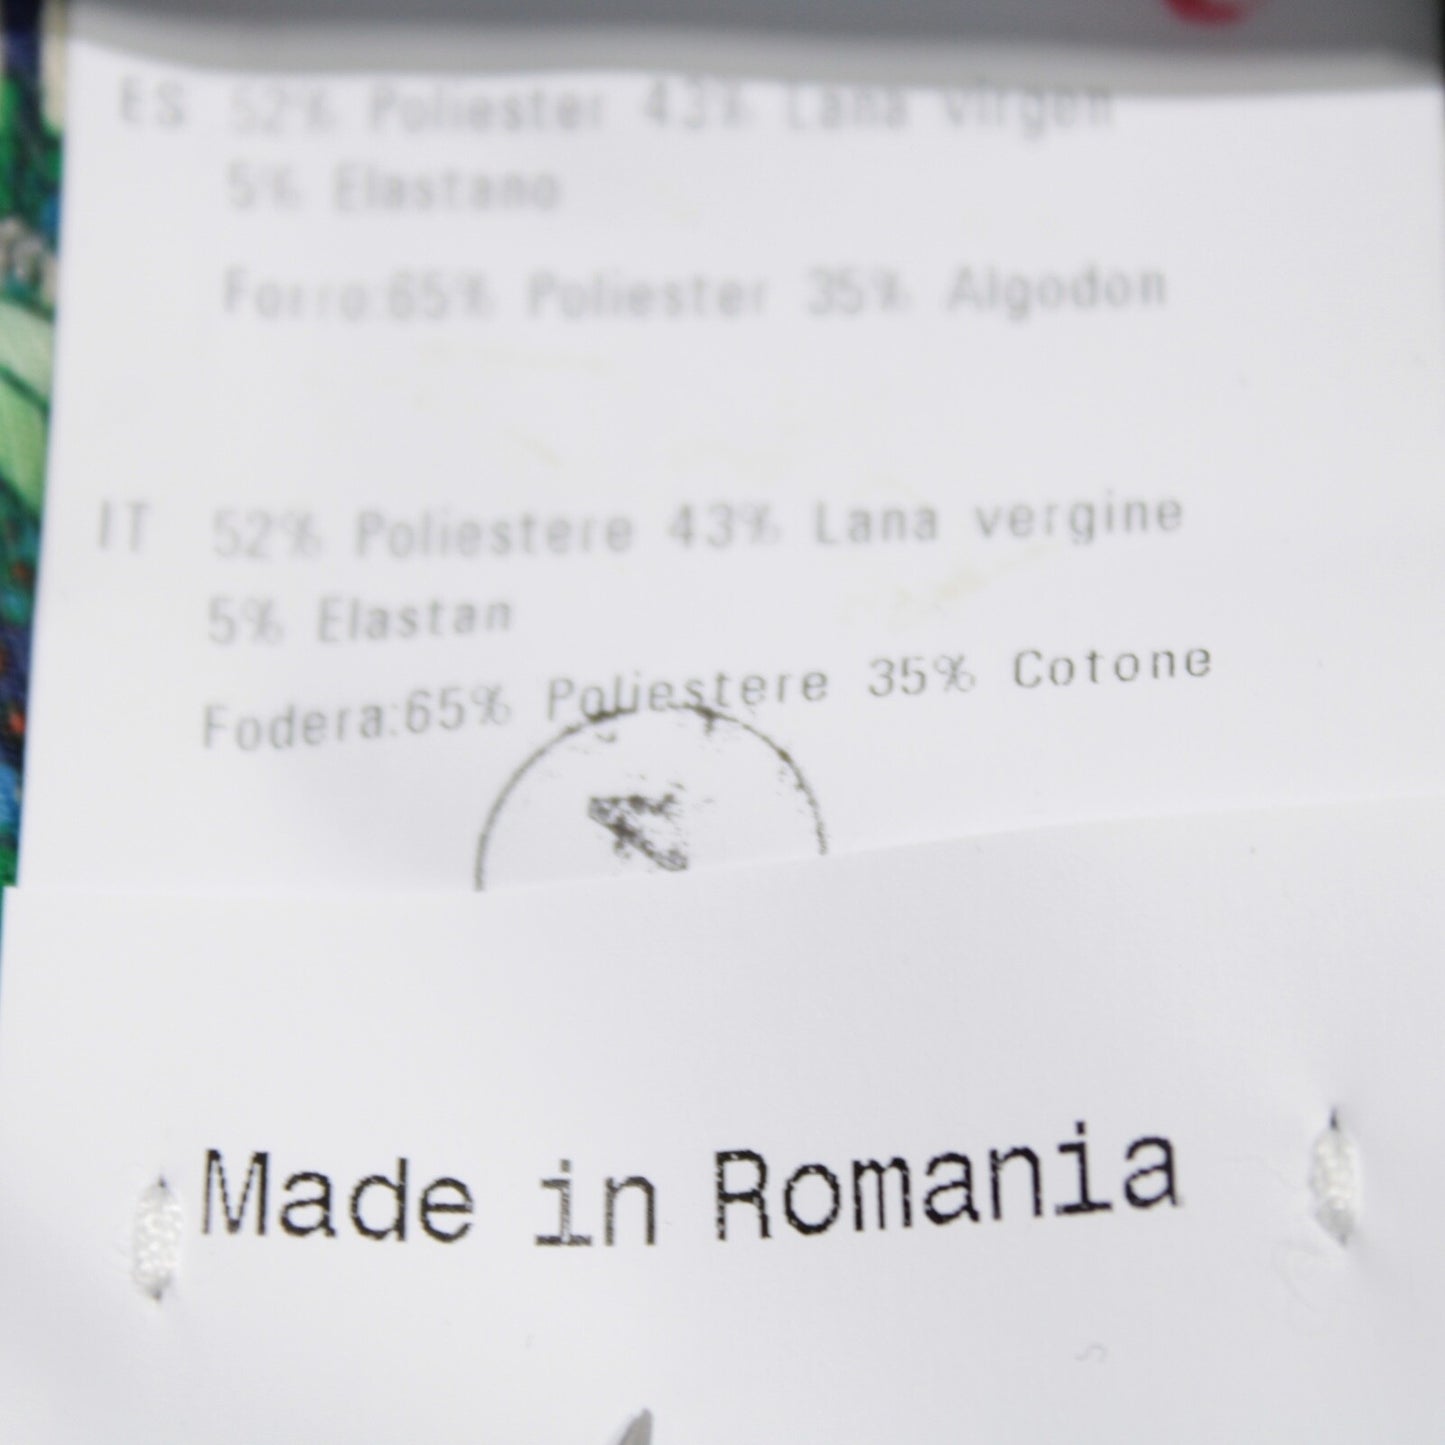 ES 52% Poliester 43% Lana virgen
5% Elastano
Forro:65% Poliester 35% Algodon
IT 52% Poliestere 43% Lana vergine
5% Elastan
Fodera:65% Poliestere 35% Cotone
Made in Romania